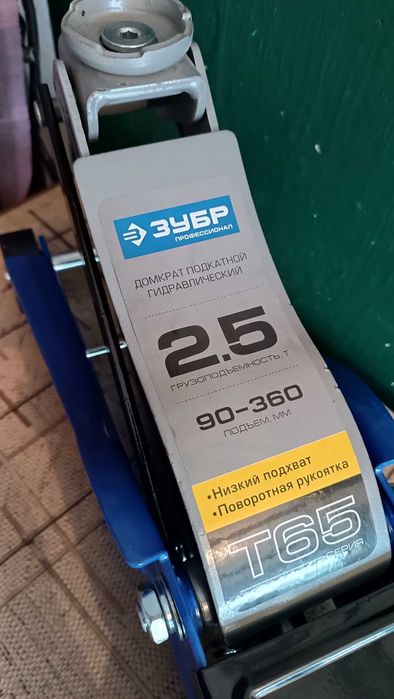 ЗУБР
ПРОФЕССИОНАЛ
ДОМКРАТ ПОДКАТНОЙ
ГИДРАВЛИЧЕСКИЙ
2.5
ГРУЗОПОДЪЕМНОСТЬ, Т
90-360
ПОДЪЕМ, ММ
•Низкий подхват
•Поворотная рукоятка
T65
СЕРИЯ